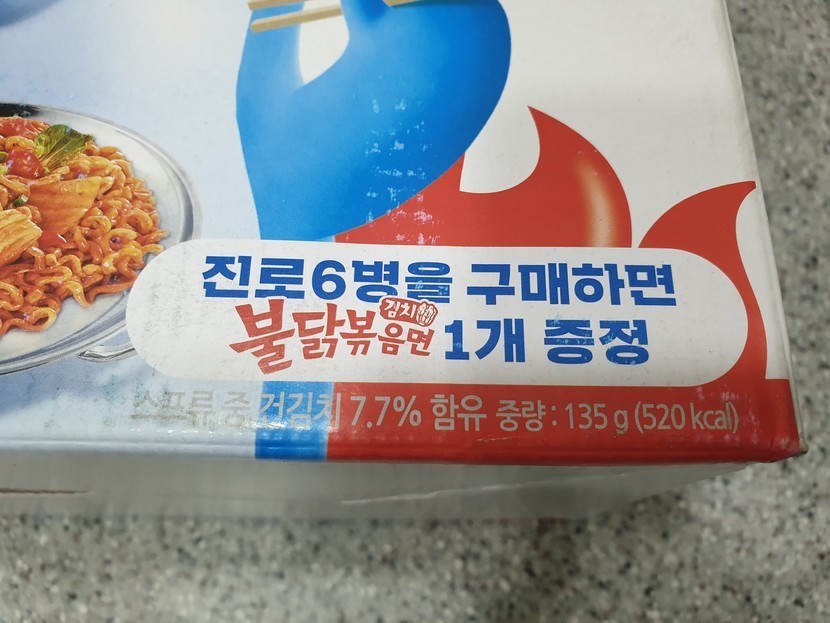 진로6병을 구매하면
김치
불닭볶음면 1개 증정
스프류 중 건김치 7.7% 함유 중량 : 135 g (520 kcal)